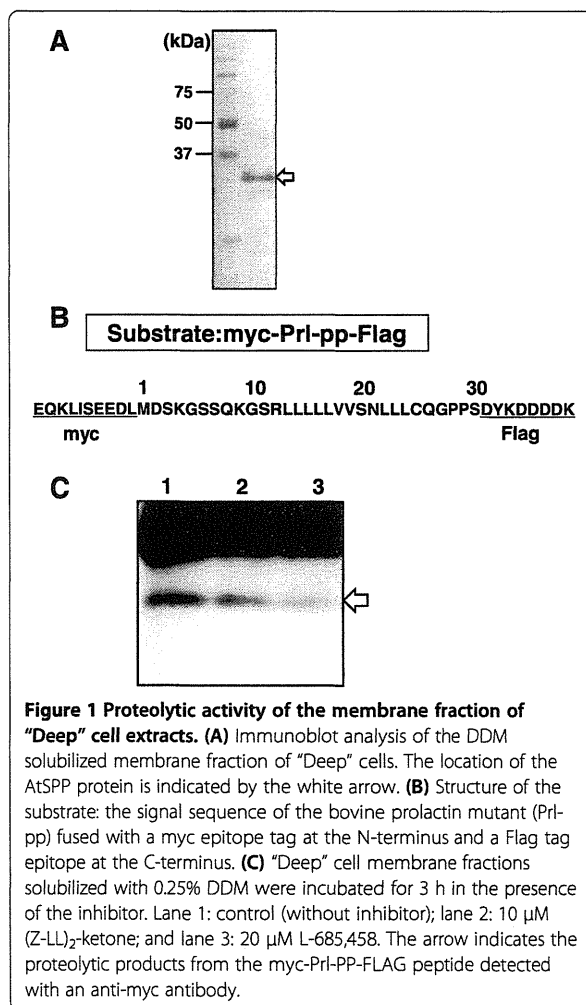 A
(kDa)
75
50
37
B
Substrate:myc-Prl-pp-Flag
1 10 20 30
EQKLISEEDLMDSKGSSQKGSRLLLLLVVSNLLLCQGPPSDYKDDDDK
myc Flag
C
1 2 3
Figure 1 Proteolytic activity of the membrane fraction of
"Deep" cell extracts. (A) Immunoblot analysis of the DDM
solubilized membrane fraction of "Deep" cells. The location of the
AtSPP protein is indicated by the white arrow. (B) Structure of the
substrate: the signal sequence of the bovine prolactin mutant (Prl-
pp) fused with a myc epitope tag at the N-terminus and a Flag tag
epitope at the C-terminus. (C) "Deep" cell membrane fractions
solubilized with 0.25% DDM were incubated for 3 h in the presence
of the inhibitor. Lane 1: control (without inhibitor); lane 2: 10 μM
(Z-LL)₂-ketone; and lane 3: 20 μM L-685,458. The arrow indicates the
proteolytic products from the myc-Prl-PP-FLAG peptide detected
with an anti-myc antibody.